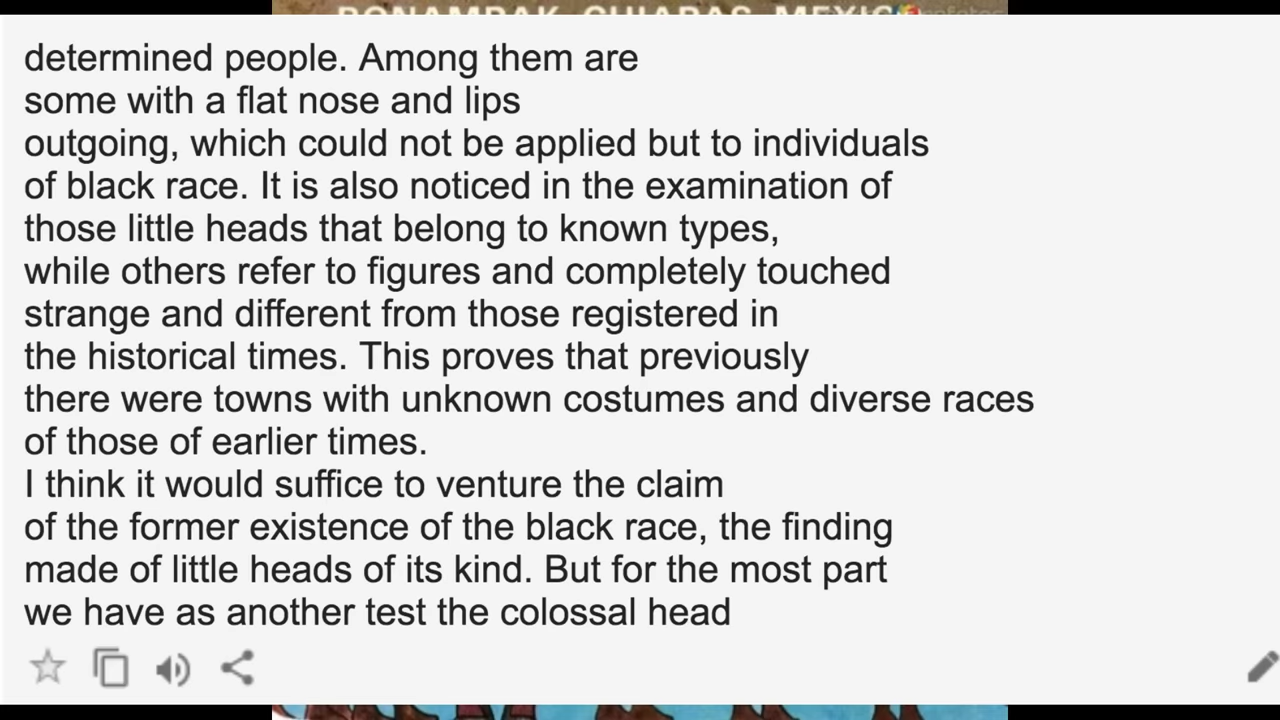 BONAMPAK CHIAPAS MEXICO
determined people. Among them are
some with a flat nose and lips
outgoing, which could not be applied but to individuals
of black race. It is also noticed in the examination of
those little heads that belong to known types,
while others refer to figures and completely touched
strange and different from those registered in
the historical times. This proves that previously
there were towns with unknown costumes and diverse races
of those of earlier times.
I think it would suffice to venture the claim
of the former existence of the black race, the finding
made of little heads of its kind. But for the most part
we have as another test the colossal head